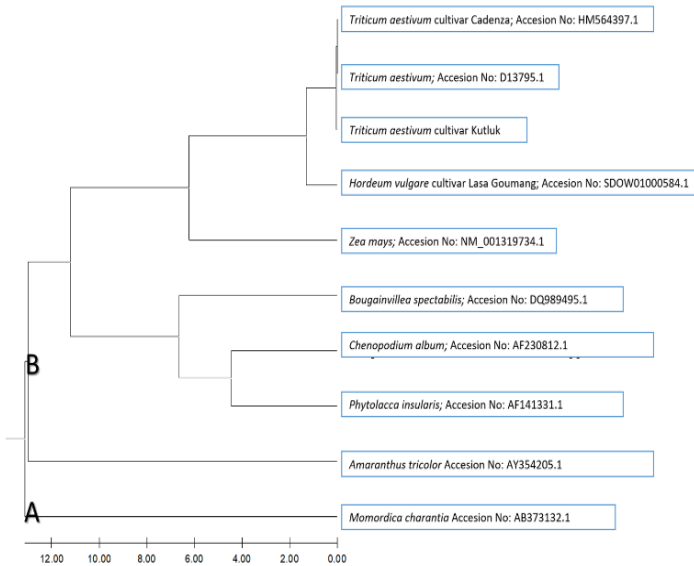 Triticum aestivum cultivar Cadenza; Accesion No: HM564397.1
Triticum aestivum; Accesion No: D13795.1
Triticum aestivum cultivar Kutluk
Hordeum vulgare cultivar Lasa Goumang; Accesion No: SDOW01000584.1
Zea mays; Accesion No: NM_001319734.1
Bougainvillea spectabilis; Accesion No: DQ989495.1
Chenopodium album; Accesion No: AF230812.1
B
Phytolacca insularis; Accesion No: AF141331.1
Amaranthus tricolor Accesion No: AY354205.1
A
Momordica charantia Accesion No: AB373132.1
12.00 10.00 8.00 6.00 4.00 2.00 0.00